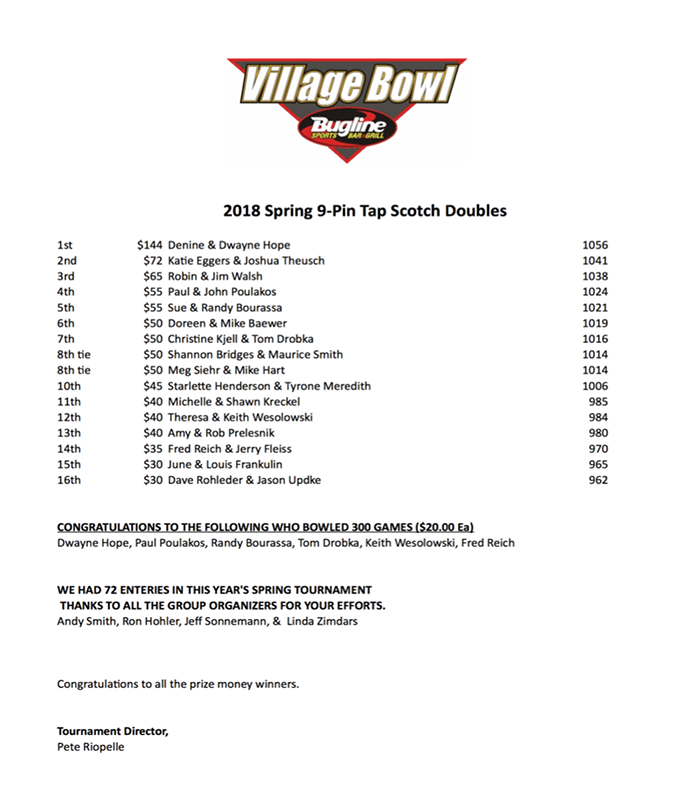 Village Bowl
Bugline
SPORTS BAR & GRILL
2018 Spring 9-Pin Tap Scotch Doubles
1st $144 Denine & Dwayne Hope 1056
2nd $72 Katie Eggers & Joshua Theusch 1041
3rd $65 Robin & Jim Walsh 1038
4th $55 Paul & John Poulakos 1024
5th $55 Sue & Randy Bourassa 1021
6th $50 Doreen & Mike Baewer 1019
7th $50 Christine Kjell & Tom Drobka 1016
8th tie $50 Shannon Bridges & Maurice Smith 1014
8th tie $50 Meg Siehr & Mike Hart 1014
10th $45 Starlette Henderson & Tyrone Meredith 1006
11th $40 Michelle & Shawn Kreckel 985
12th $40 Theresa & Keith Wesolowski 984
13th $40 Amy & Rob Prelesnik 980
14th $35 Fred Reich & Jerry Fleiss 970
15th $30 June & Louis Frankulin 965
16th $30 Dave Rohleder & Jason Updke 962
CONGRATULATIONS TO THE FOLLOWING WHO BOWLED 300 GAMES ($20.00 Ea)
Dwayne Hope, Paul Poulakos, Randy Bourassa, Tom Drobka, Keith Wesolowski, Fred Reich
WE HAD 72 ENTERIES IN THIS YEAR'S SPRING TOURNAMENT
THANKS TO ALL THE GROUP ORGANIZERS FOR YOUR EFFORTS.
Andy Smith, Ron Hohler, Jeff Sonnemann, & Linda Zimdars
Congratulations to all the prize money winners.
Tournament Director,
Pete Riopelle